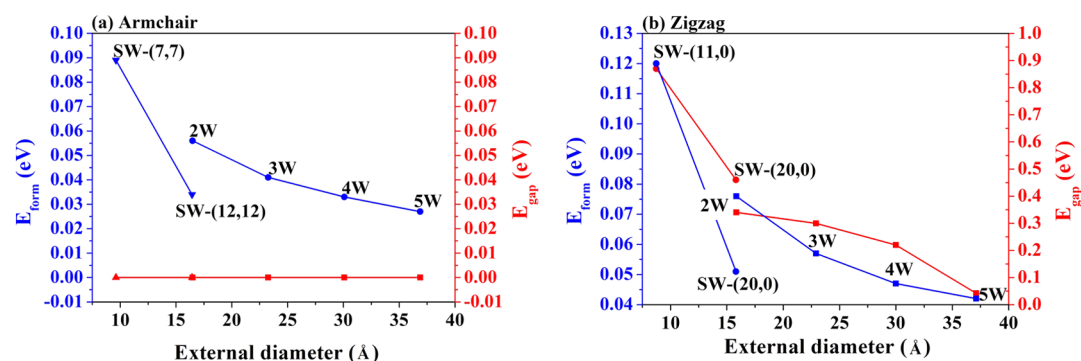 (a) Armchair
0.10
0.09
0.08
0.07
0.06
0.05
0.04
0.03
0.02
0.01
0.00
-0.01
E_form (eV)
SW-(7,7)
2W
3W
4W
5W
SW-(12,12)
0.10
0.09
0.08
0.07
0.06
0.05
0.04
0.03
0.02
0.01
0.00
-0.01
E_gap (eV)
10 15 20 25 30 35 40
External diameter (Å)
(b) Zigzag
0.13
0.12
0.11
0.10
0.09
0.08
0.07
0.06
0.05
0.04
E_form (eV)
SW-(11,0)
SW-(20,0)
2W
3W
4W
5W
SW-(20,0)
1.0
0.9
0.8
0.7
0.6
0.5
0.4
0.3
0.2
0.1
0.0
E_gap (eV)
10 15 20 25 30 35 40
External diameter (Å)